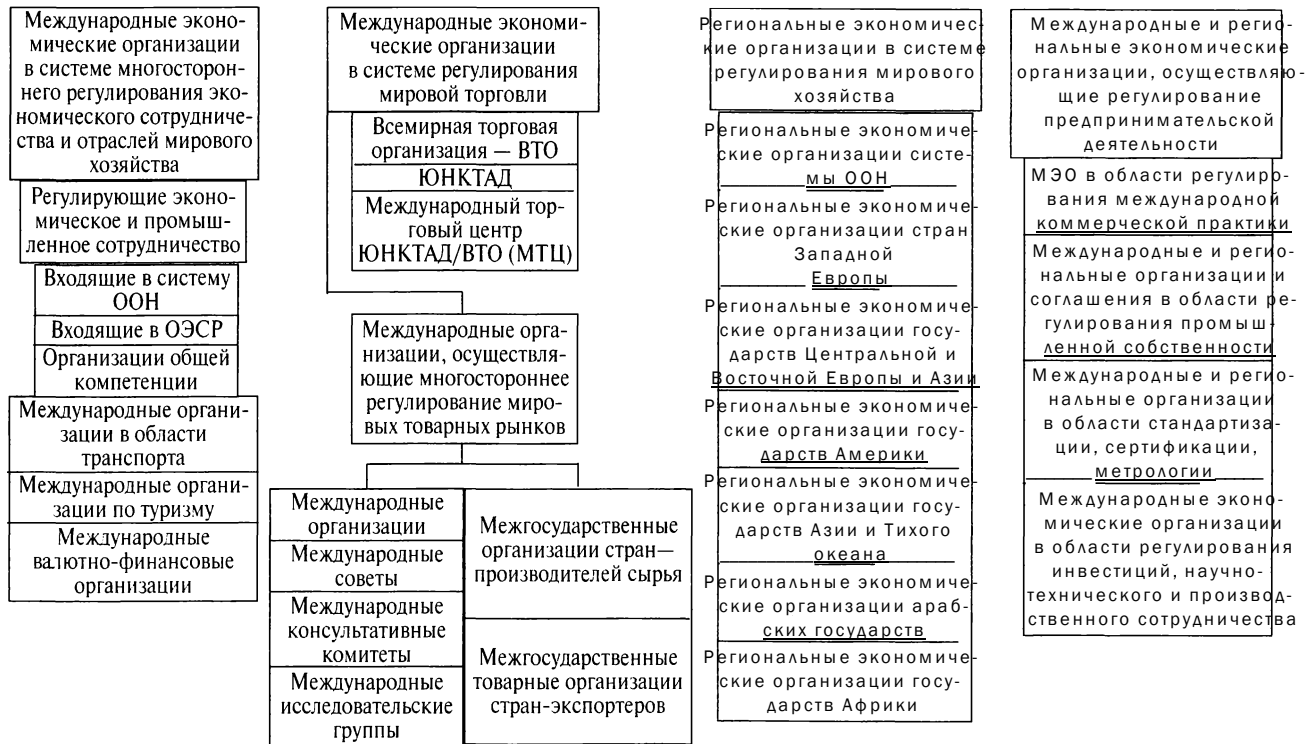 Международные эконо-
мические организации
в системе многосторон-
него регулирования эко-
номического сотрудниче-
ства и отраслей мирового
хозяйства
Регулирующие эконо-
мическое и промыш-
ленное сотрудничество
Входящие в систему
ООН
Входящие в ОЭСР
Организации общей
компетенции
Международные органи-
зации в области
транспорта
Международные органи-
зации по туризму
Международные
валютно-финансовые
организации
Международные экономи-
ческие организации
в системе регулирования
мировой торговли
Всемирная торговая
организация — ВТО
ЮНКТАД
Международный тор-
говый центр
ЮНКТАД/ВТО (МТЦ)
Международные орга-
низации, осуществля-
ющие многостороннее
регулирование миро-
вых товарных рынков
Международные
организации
Международные
советы
Международные
консультативные
комитеты
Международные
исследовательские
группы
Межгосударственные
организации стран—
производителей сырья
Межгосударственные
товарные организации
стран-экспортеров
Региональные экономичес-
кие организации в системе
регулирования мирового
хозяйства
Региональные экономиче-
ские организации систе-
мы ООН
Региональные экономиче-
ские организации стран
Западной
Европы
Региональные экономиче-
ские организации госу-
дарств Центральной и
Восточной Европы и Азии
Региональные экономиче-
ские организации госу-
дарств Америки
Региональные экономиче-
ские организации госу-
дарств Азии и Тихого
океана
Региональные экономиче-
ские организации араб-
ских государств
Региональные экономиче-
ские организации госу-
дарств Африки
Международные и регио-
нальные экономические
организации, осуществляю-
щие регулирование
предпринимательской
деятельности
МЭО в области регулиро-
вания международной
коммерческой практики
Международные и регио-
нальные организации и
соглашения в области ре-
гулирования промыш-
ленной собственности
Международные и регио-
нальные организации
в области стандартиза-
ции, сертификации,
метрологии
Международные эконо-
мические организации
в области регулирования
инвестиций, научно-
технического и производ-
ственного сотрудничества